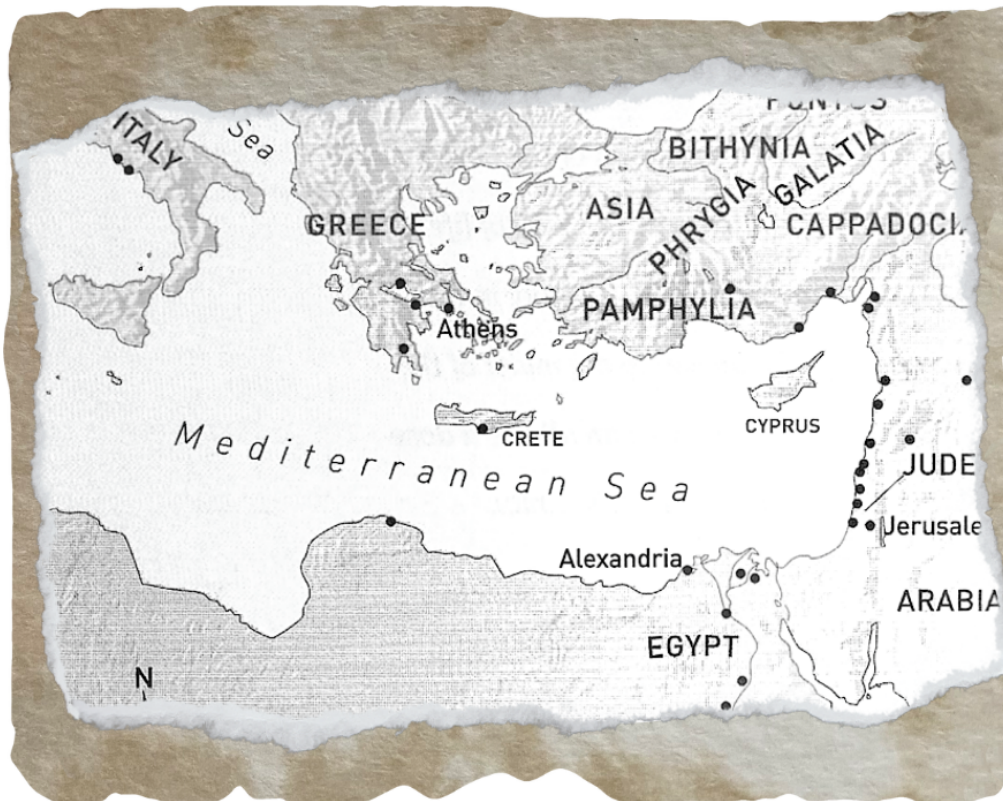 PONTUS
ITALY
Sea
BITHYNIA
GALATIA
ASIA
PHRYGIA
GREECE
CAPPADOCI
PAMPHYLIA
Athens
CYPRUS
CRETE
Mediterranean Sea
JUDE
Jerusale
Alexandria
ARABIA
EGYPT
N